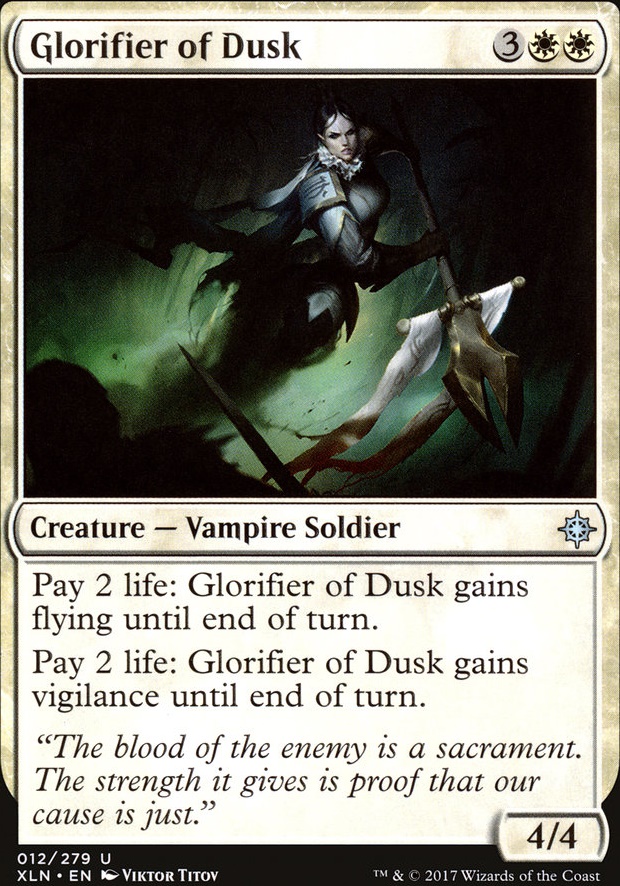 Glorifier of Dusk 3
Creature — Vampire Soldier
Pay 2 life: Glorifier of Dusk gains
flying until end of turn.
Pay 2 life: Glorifier of Dusk gains
vigilance until end of turn.
“The blood of the enemy is a sacrament.
The strength it gives is proof that our
cause is just.”
4/4
012/279 U
XLN • EN Viktor Titov
™ & © 2017 Wizards of the Coast